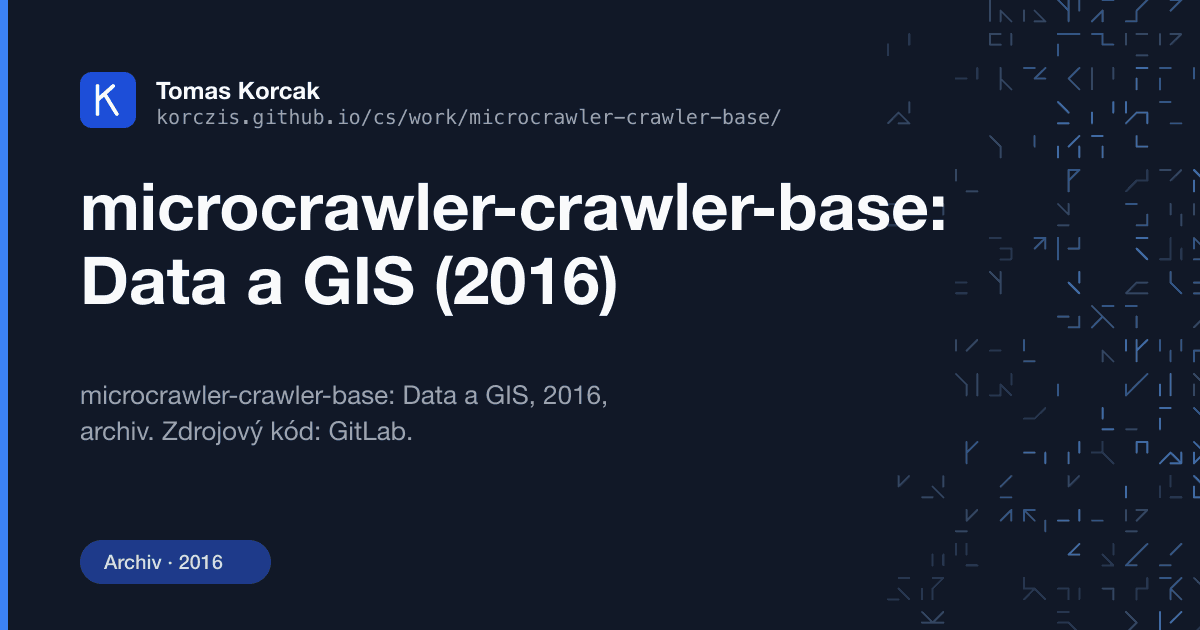 K
Tomas Korcak
korczis.github.io/cs/work/microcrawler-crawler-base/
microcrawler-crawler-base:
Data a GIS (2016)
microcrawler-crawler-base: Data a GIS, 2016,
archiv. Zdrojový kód: GitLab.
Archiv · 2016